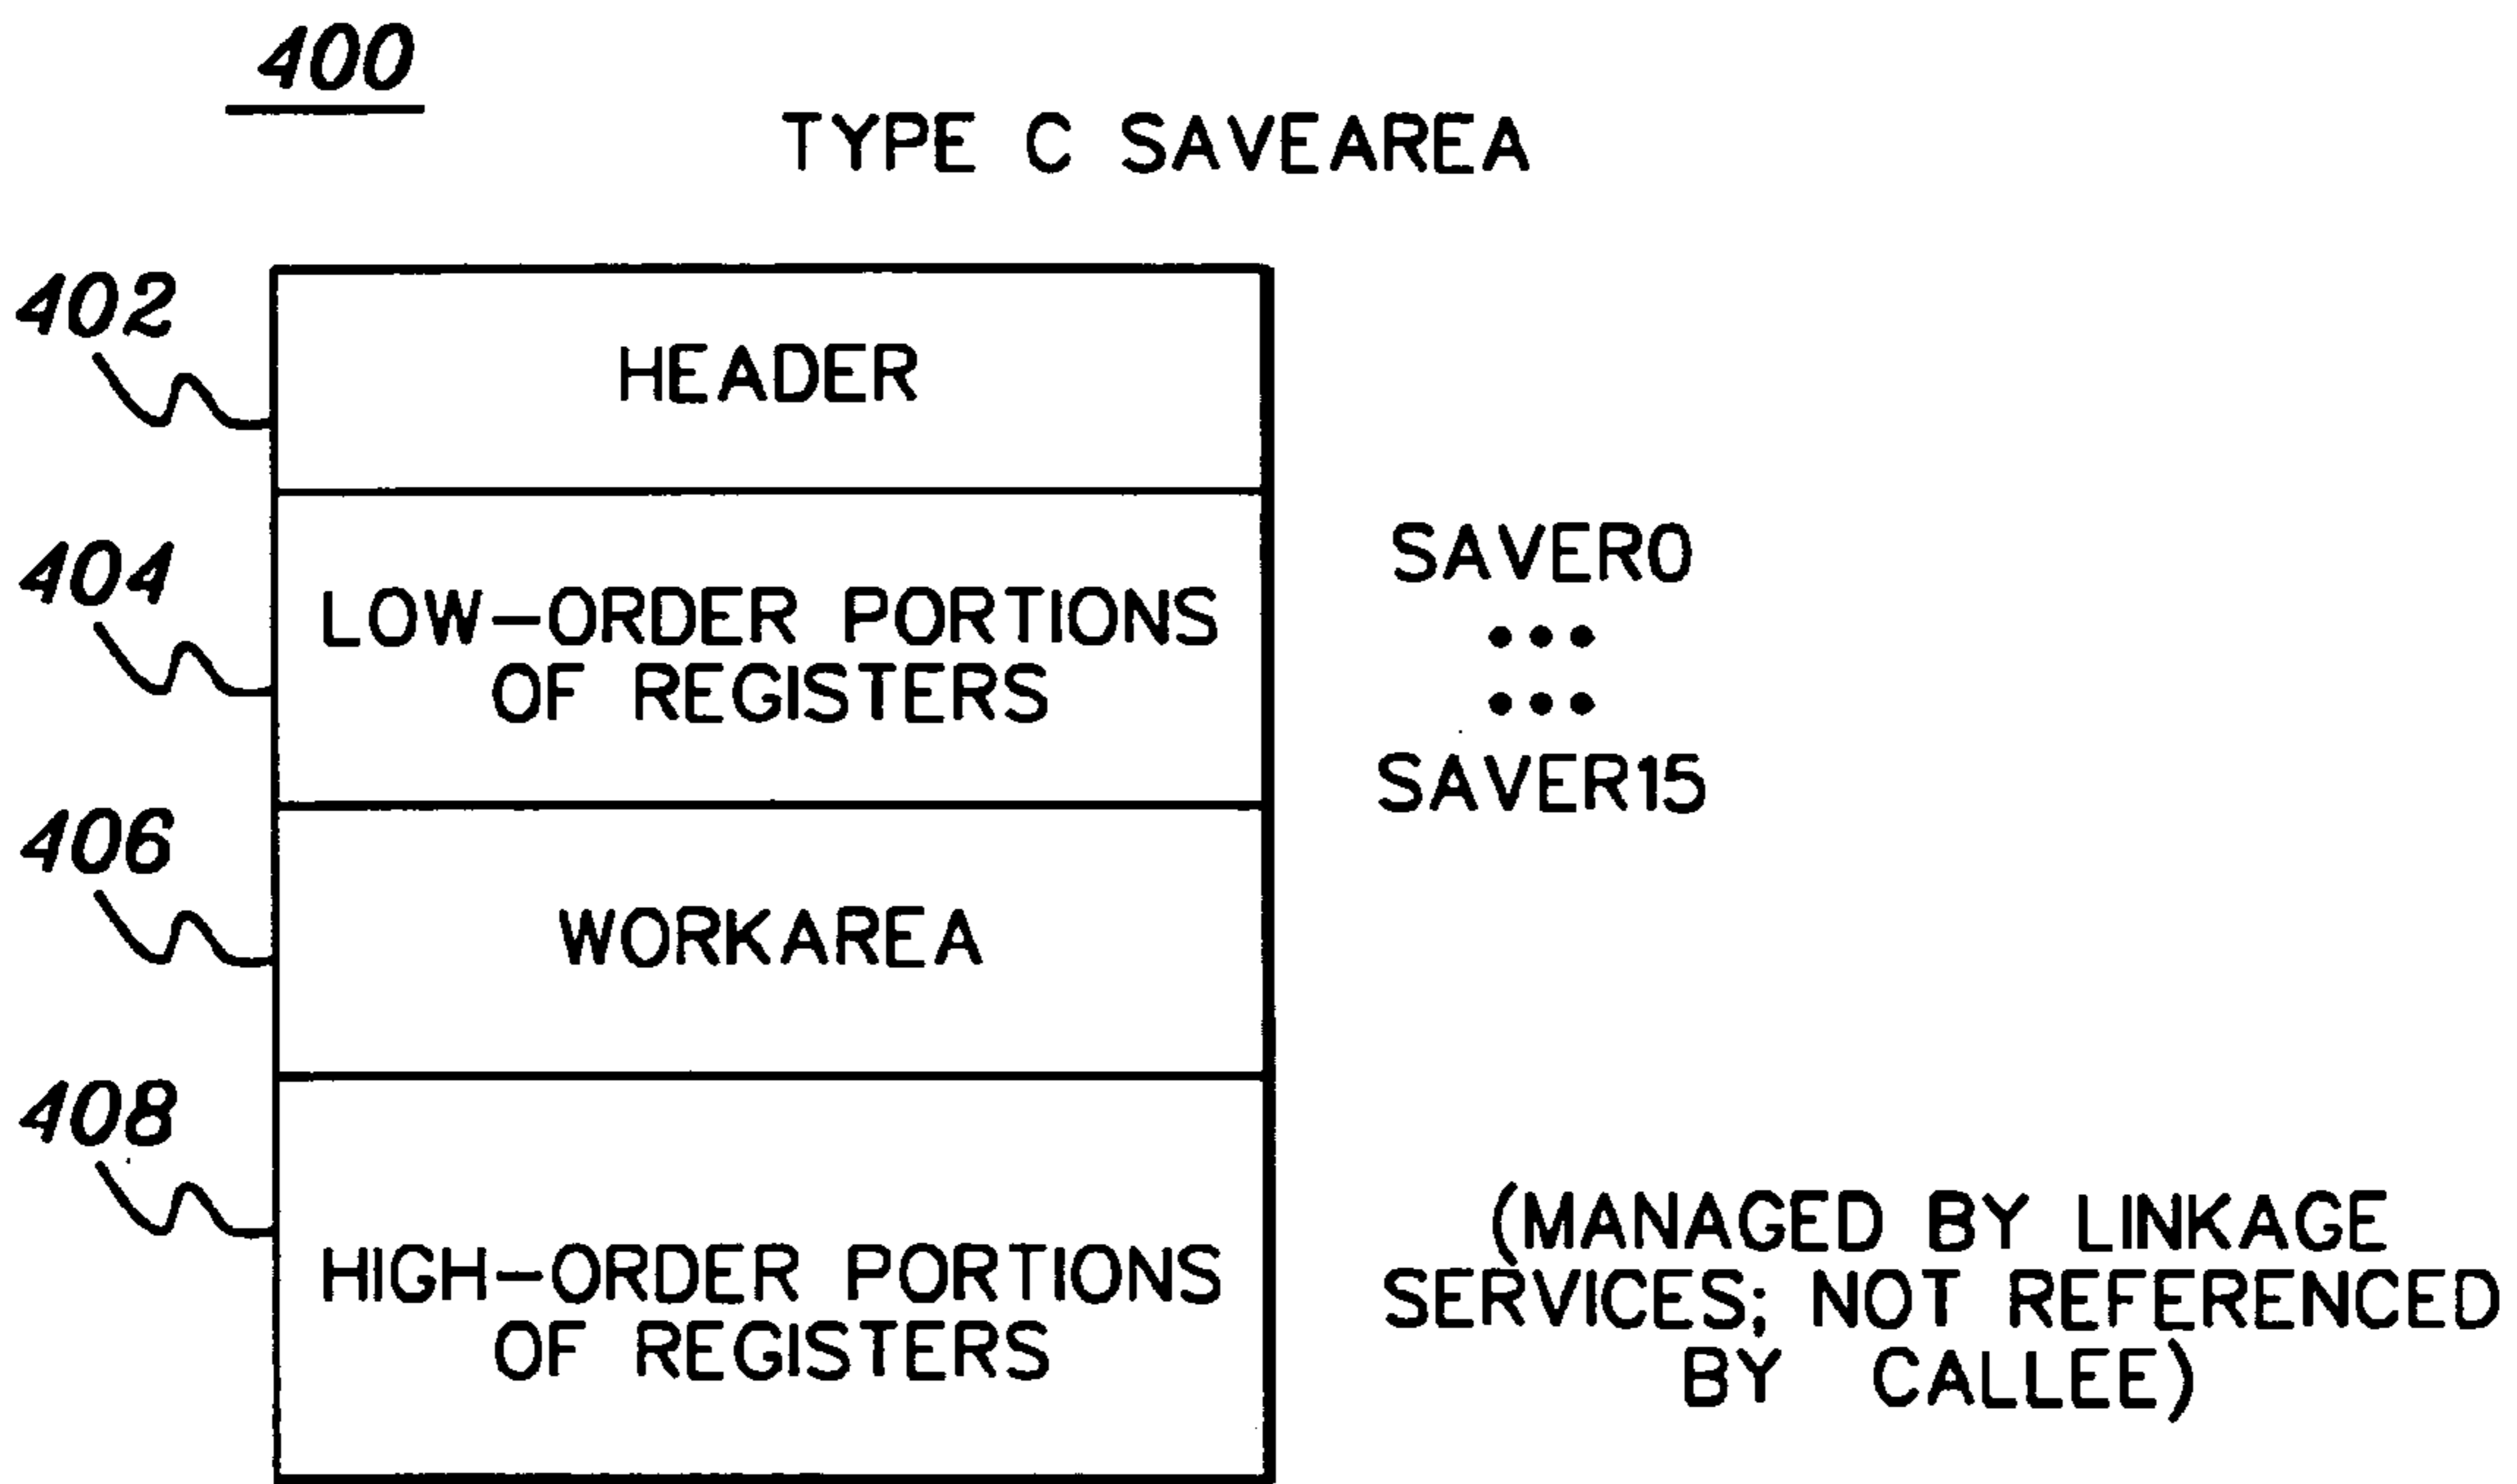 400
TYPE C SAVEAREA
402
HEADER
404
LOW-ORDER PORTIONS
OF REGISTERS
SAVER0
•••
•••
SAVER15
406
WORKAREA
408
HIGH-ORDER PORTIONS
OF REGISTERS
(MANAGED BY LINKAGE
SERVICES; NOT REFERENCED
BY CALLEE)